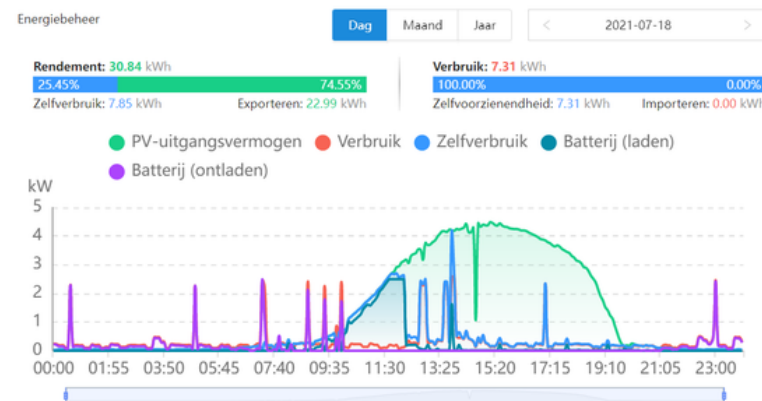 Energiebeheer
Dag Maand Jaar < 2021-07-18 >
Rendement: 30.84 kWh
25.45% 74.55%
Zelfverbruik: 7.85 kWh Exporteren: 22.99 kWh
Verbruik: 7.31 kWh
100.00% 0.00%
Zelfvoorzienendheid: 7.31 kWh Importeren: 0.00 kWh
PV-uitgangsvermogen Verbruik Zelfverbruik Batterij (laden)
Batterij (ontladen)
kW
5
4
3
2
1
0
00:00 01:55 03:50 05:45 07:40 09:35 11:30 13:25 15:20 17:15 19:10 21:05 23:00